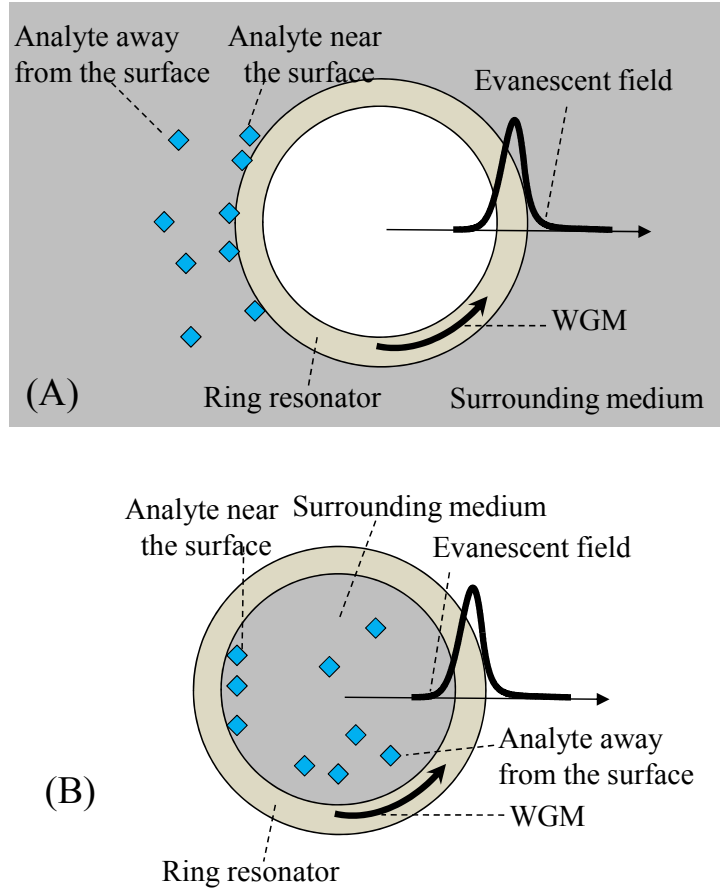 Analyte away
from the surface
Analyte near
the surface
Evanescent field
WGM
Ring resonator
Surrounding medium
(A)
Surrounding medium
Analyte near
the surface
Evanescent field
Analyte away
from the surface
WGM
(B)
Ring resonator